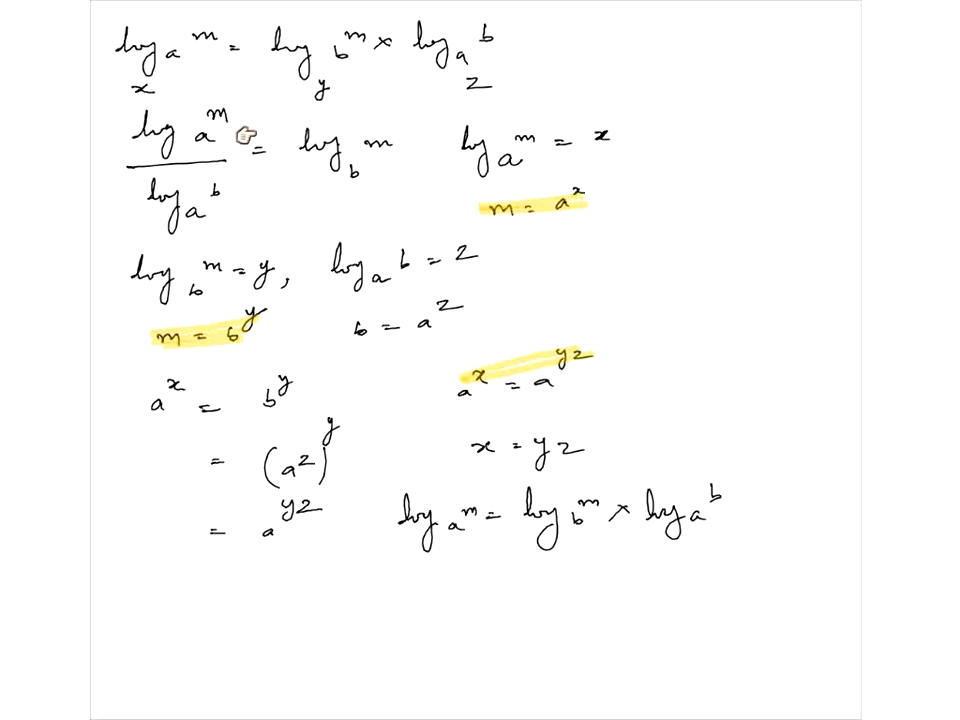 log_a m = log_b m × log_a b
x y z
log_a m / log_a b = log_b m
log_a m = x
m = a^x
log_b m = y, log_a b = z
m = b^y
b = a^z
a^x = b^y
= (a^z)^y
= a^yz
a^x = a^yz
x = yz
log_a m = log_b m × log_a b